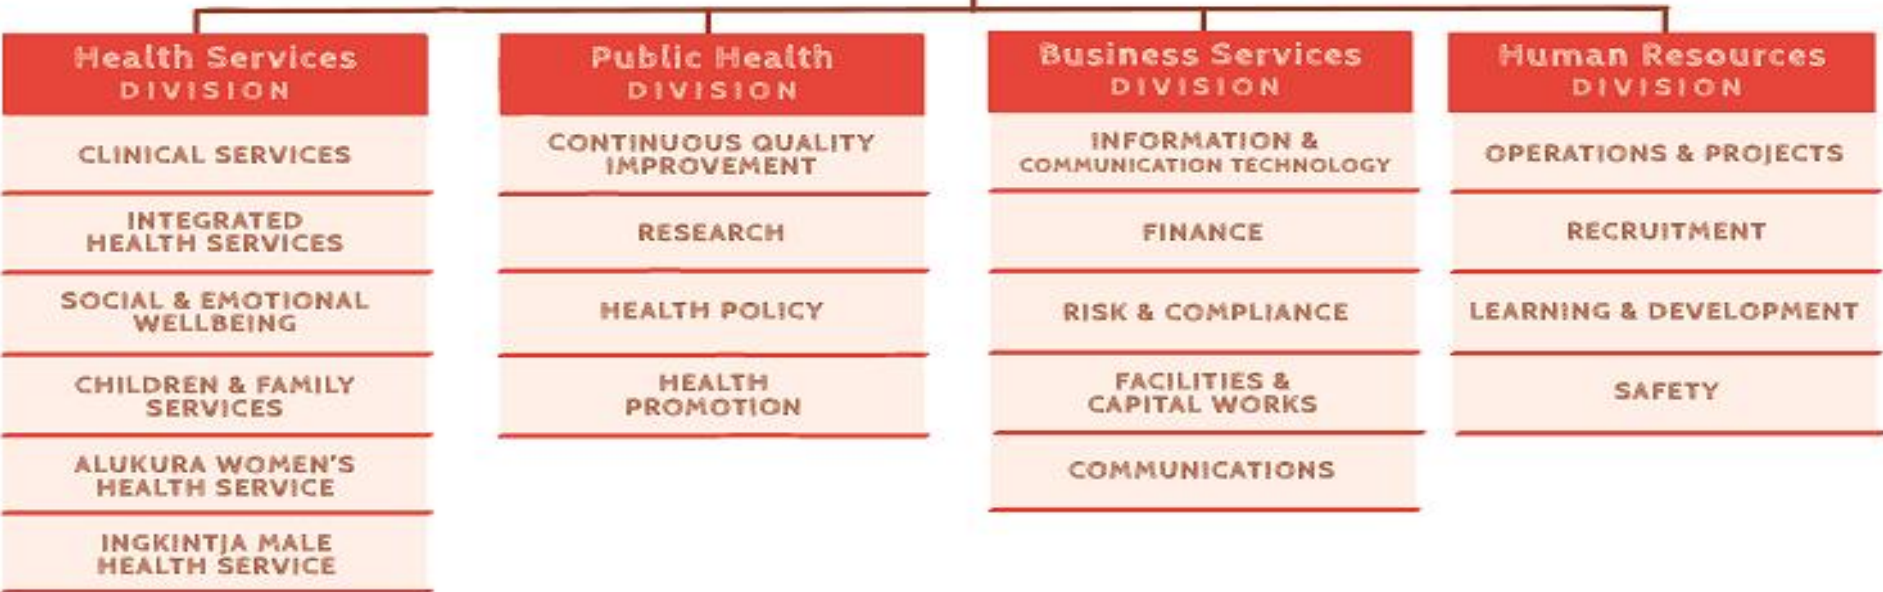 Health Services
DIVISION
CLINICAL SERVICES
INTEGRATED
HEALTH SERVICES
SOCIAL & EMOTIONAL
WELLBEING
CHILDREN & FAMILY
SERVICES
ALUKURA WOMEN'S
HEALTH SERVICE
INGKINTJA MALE
HEALTH SERVICE
Public Health
DIVISION
CONTINUOUS QUALITY
IMPROVEMENT
RESEARCH
HEALTH POLICY
HEALTH
PROMOTION
Business Services
DIVISION
INFORMATION &
COMMUNICATION TECHNOLOGY
FINANCE
RISK & COMPLIANCE
FACILITIES &
CAPITAL WORKS
COMMUNICATIONS
Human Resources
DIVISION
OPERATIONS & PROJECTS
RECRUITMENT
LEARNING & DEVELOPMENT
SAFETY